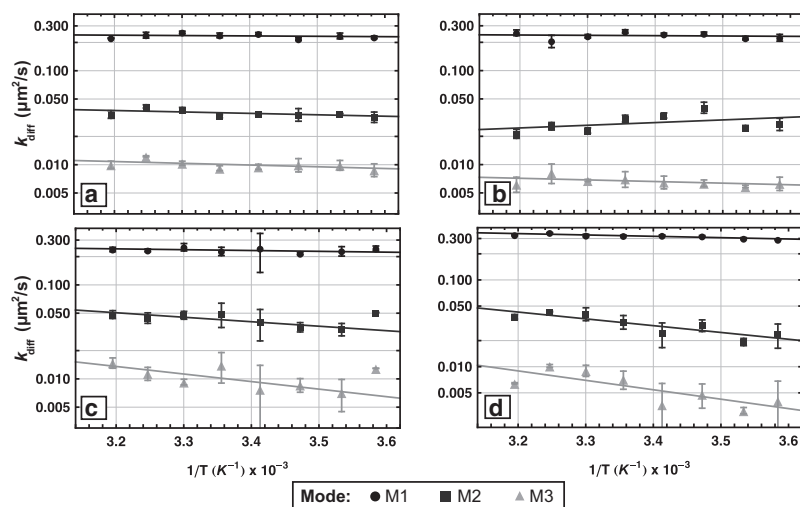 0.300
0.100
0.050
0.010
0.005
k_diff (μm²/s)
a
0.300
0.100
0.050
0.010
0.005
k_diff (μm²/s)
b
0.300
0.100
0.050
0.010
0.005
k_diff (μm²/s)
c
3.2 3.3 3.4 3.5 3.6
1/T (K⁻¹) x 10⁻³
0.300
0.100
0.050
0.010
0.005
k_diff (μm²/s)
d
3.2 3.3 3.4 3.5 3.6
1/T (K⁻¹) x 10⁻³
Mode: M1 M2 M3